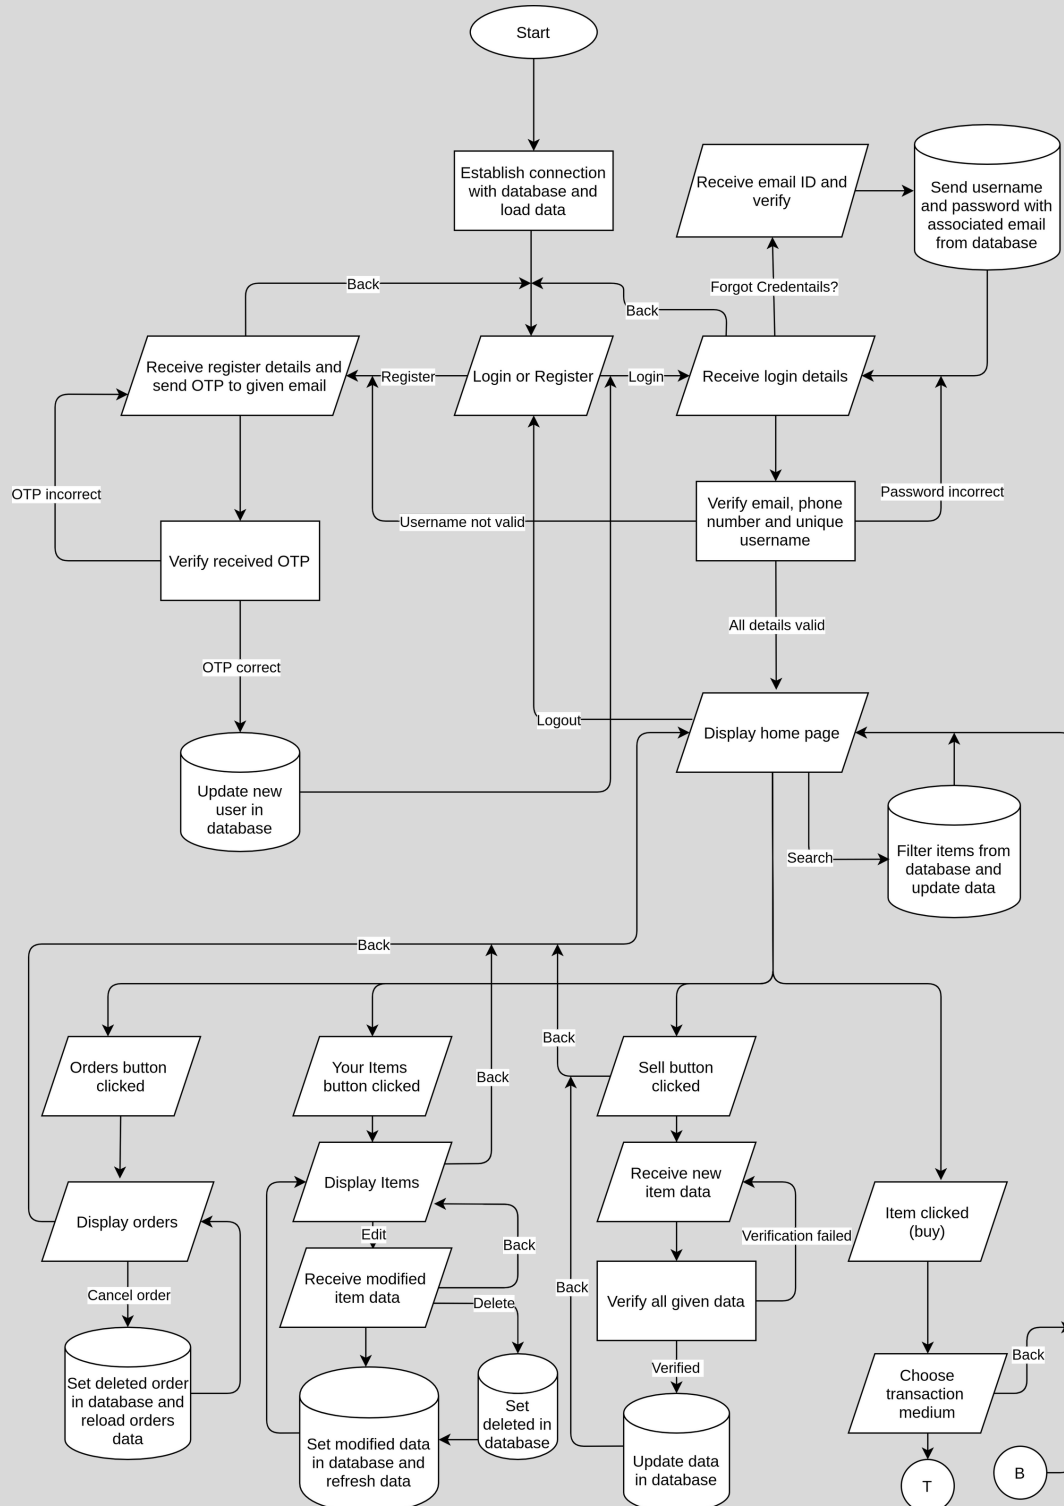 Start
Establish connection
with database and
load data
Receive email ID and
verify
Send username
and password with
associated email
from database
Back
Forgot Credentails?
Back
Receive register details and
send OTP to given email
Register
Login or Register
Login
Receive login details
OTP incorrect
Password incorrect
Verify email, phone
number and unique
username
Username not valid
Verify received OTP
All details valid
OTP correct
Logout
Display home page
Update new
user in
database
Search
Filter items from
database and
update data
Back
Back
Orders button
clicked
Your Items
button clicked
Back
Sell button
clicked
Display orders
Display Items
Receive new
item data
Item clicked
(buy)
Edit
Back
Verification failed
Receive modified
item data
Delete
Back
Verify all given data
Cancel order
Set deleted order
in database and
reload orders
data
Set
deleted in
database
Verified
Back
Choose
transaction
medium
Set modified data
in database and
refresh data
Update data
in database
T
B